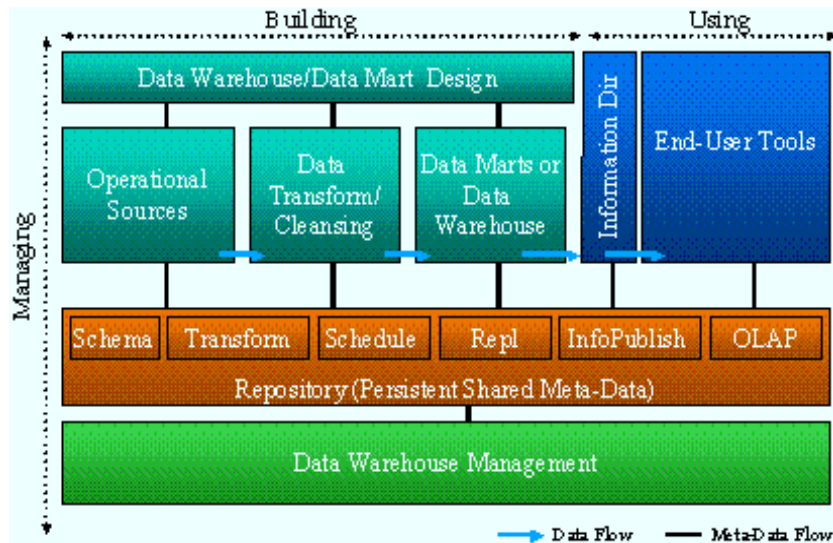 Building
Using
Managing
Data Warehouse/Data Mart Design
Information Dir
End-User Tools
Operational
Sources
Data
Transform/
Cleansing
Data Marts or
Data
Warehouse
Schema
Transform
Schedule
Repl
InfoPublish
OLAP
Repository (Persistent Shared Meta-Data)
Data Warehouse Management
Data Flow
Meta-Data Flow